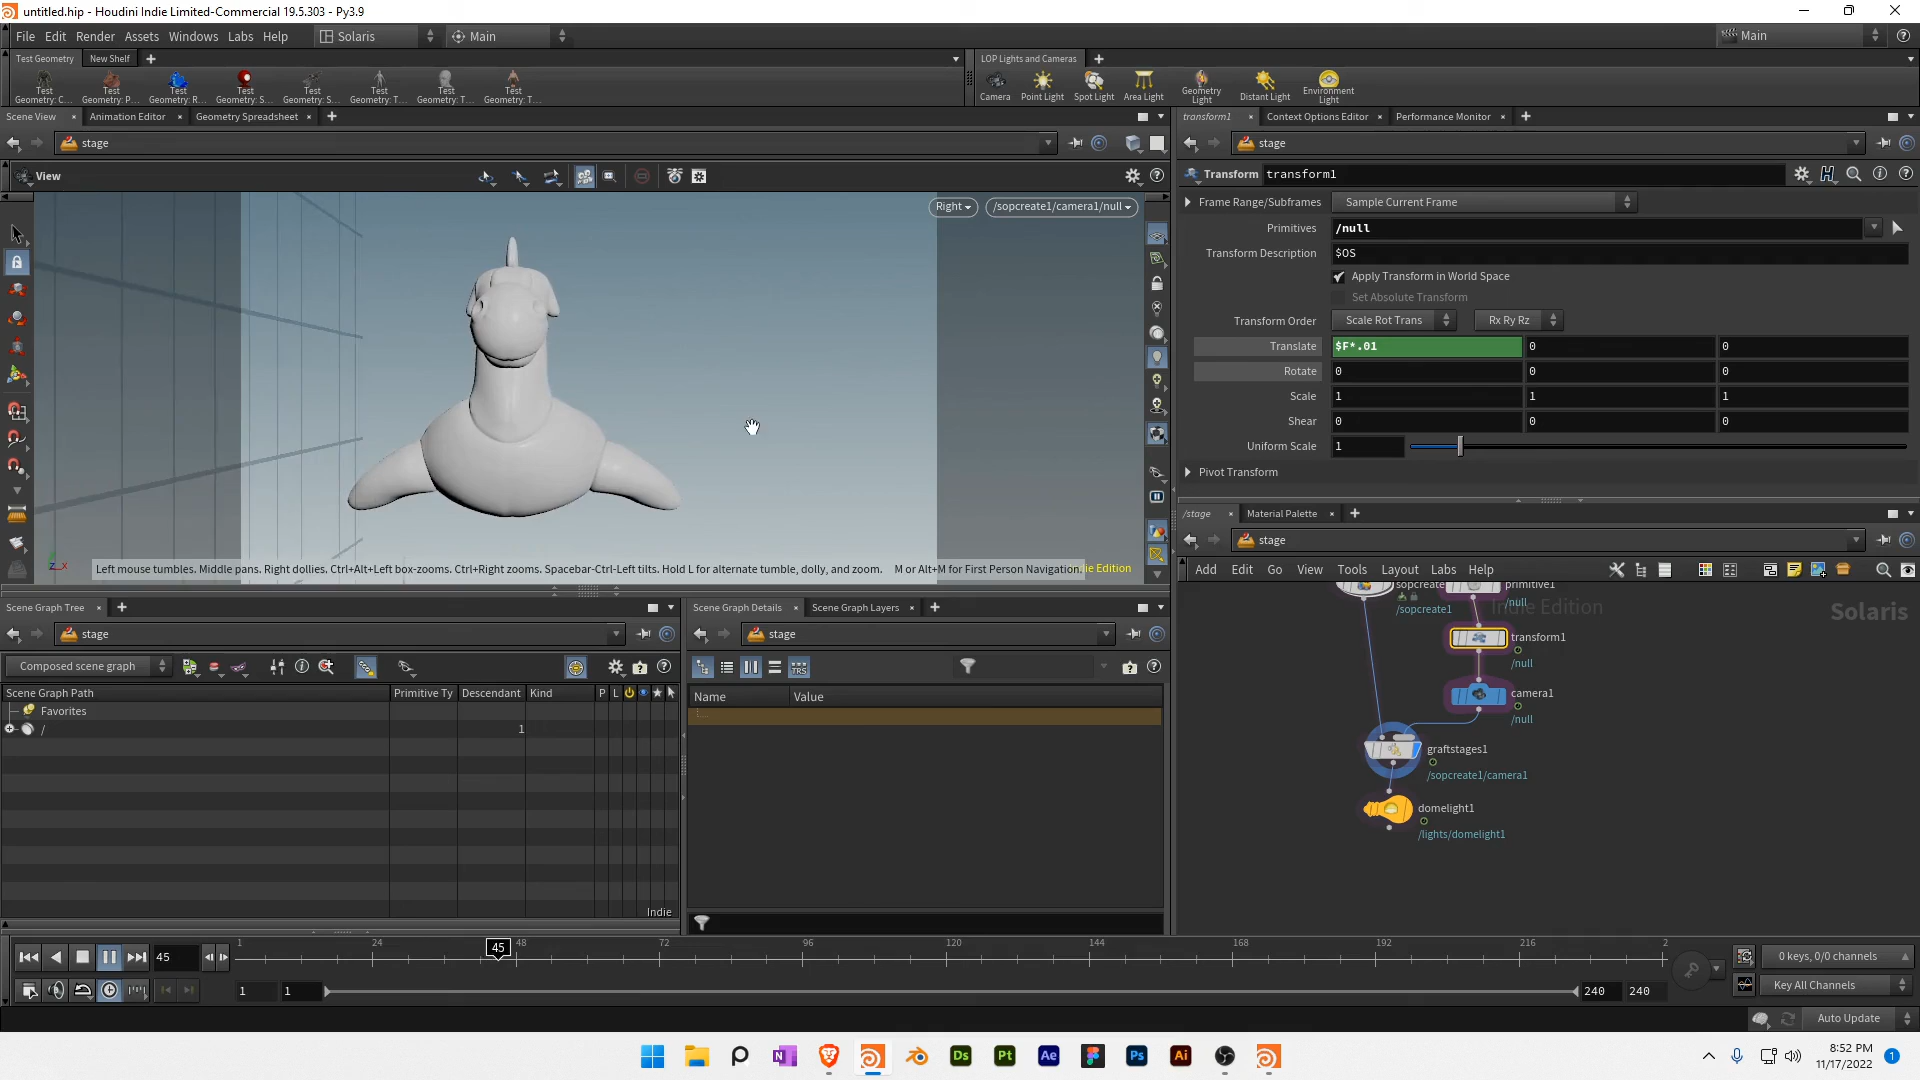 untitled.hip - Houdini Indie Limited-Commercial 19.5.303 - Py3.9
File Edit Render Assets Windows Labs Help Solaris Main Main
Test Geometry New Shelf LOP Lights and Cameras
Test Geometry: C... Test Geometry: P... Test Geometry: R... Test Geometry: S... Test Geometry: S... Test Geometry: T... Test Geometry: T... Test Geometry: T...
Camera Point Light Spot Light Area Light Geometry Light Distant Light Environment Light
Scene View Animation Editor Geometry Spreadsheet transform1 Context Options Editor Performance Monitor
stage stage
View Transform transform1
Right /sopcreate1/camera1/null
Frame Range/Subframes Sample Current Frame
Primitives /null
Transform Description $OS
Apply Transform in World Space
Set Absolute Transform
Transform Order Scale Rot Trans Rx Ry Rz
Translate $F*.01 0 0
Rotate 0 0 0
Scale 1 1 1
Shear 0 0 0
Uniform Scale 1
Pivot Transform
Left mouse tumbles. Middle pans. Right dollies. Ctrl+Alt+Left box-zooms. Ctrl+Right zooms. Spacebar-Ctrl-Left tilts. Hold L for alternate tumble, dolly, and zoom. M or Alt+M for First Person Navigation.
Edition
/stage Material Palette
stage
Add Edit Go View Tools Layout Labs Help
sopcreate primitive1
/sopcreate1 /null
Indie Edition Solaris
transform1
/null
camera1
/null
graftstages1
/sopcreate1/camera1
domelight1
/lights/domelight1
Scene Graph Tree Scene Graph Details Scene Graph Layers
stage stage
Composed scene graph
Scene Graph Path Primitive Ty Descendant Kind P L
Name Value
Favorites
/ 1
Indie
45 1 24 45 48 72 96 120 144 168 192 216 2
0 keys, 0/0 channels
1 1 240 240 Key All Channels
Auto Update
N Ds Pt Ae Ps Ai
8:52 PM
11/17/2022
1